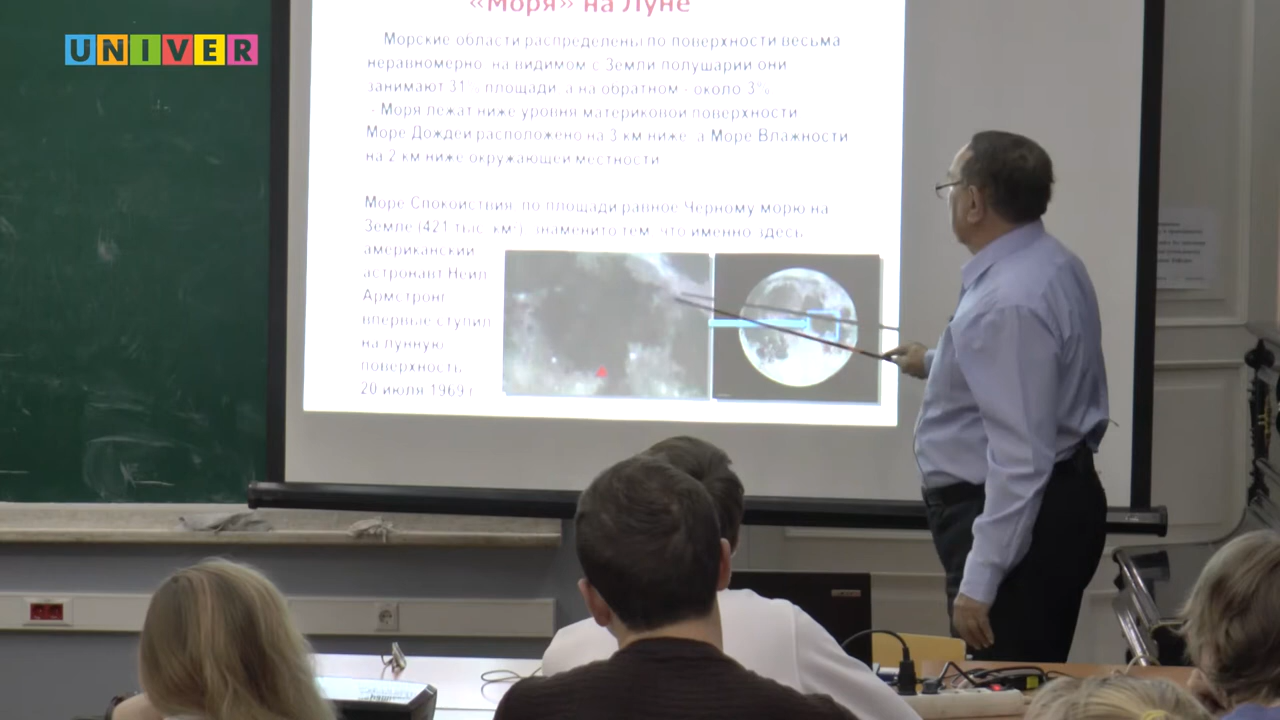 UNIVER
«Моря» на Луне
Морские области распределены по поверхности весьма
неравномерно: на видимом с Земли полушарии они
занимают 31% площади, а на обратном - около 3%.
- Моря лежат ниже уровня материковой поверхности.
Море Дождей расположено на 3 км ниже, а Море Влажности
на 2 км ниже окружающей местности.
Море Спокойствия, по площади равное Черному морю на
Земле (421 тыс. км²), знаменито тем, что именно здесь
американский
астронавт Нейл
Армстронг
впервые ступил
на лунную
поверхность
20 июля 1969 г.